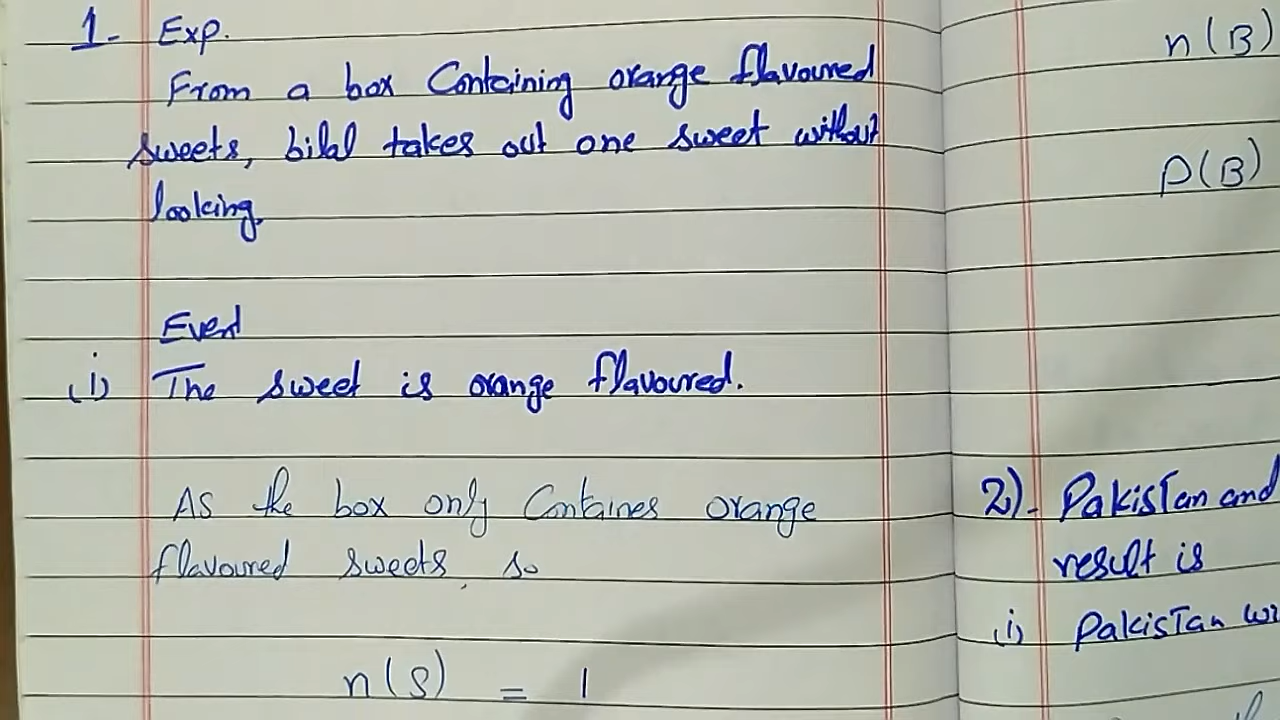 1- Exp.
From a box Containing orange flavoured
sweets, bilal takes out one sweet without
looking.
Event
(i) The sweet is orange flavoured.
As the box only Containes orange
flavoured sweets, so
n(S) = 1
n(B)
P(B)
2). Pakistan and
result is
(i) Pakistan wi